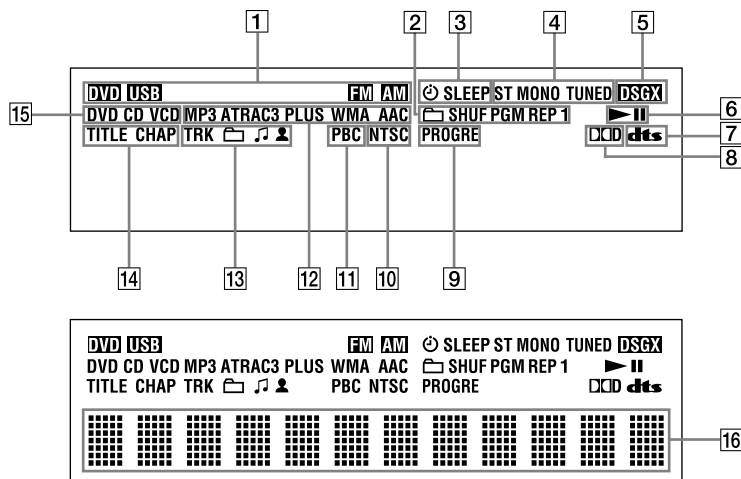 1 2 3 4 5
DVD USB FM AM SLEEP ST MONO TUNED DSGX
15 DVD CD VCD MP3 ATRAC3 PLUS WMA AAC SHUF PGM REP 1 6
TITLE CHAP TRK PBC NTSC PROGRE dts 7
8
14 13 12 11 10 9
DVD USB FM AM SLEEP ST MONO TUNED DSGX
DVD CD VCD MP3 ATRAC3 PLUS WMA AAC SHUF PGM REP 1
TITLE CHAP TRK PBC NTSC PROGRE dts
16